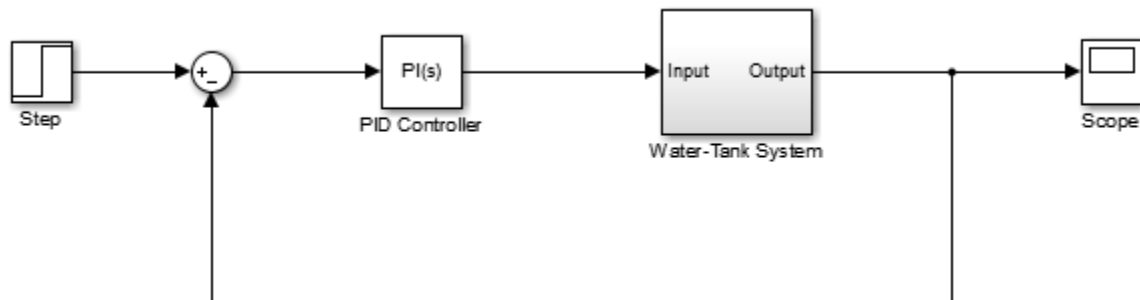 Step
PI(s)
PID Controller
Input Output
Water-Tank System
Scope